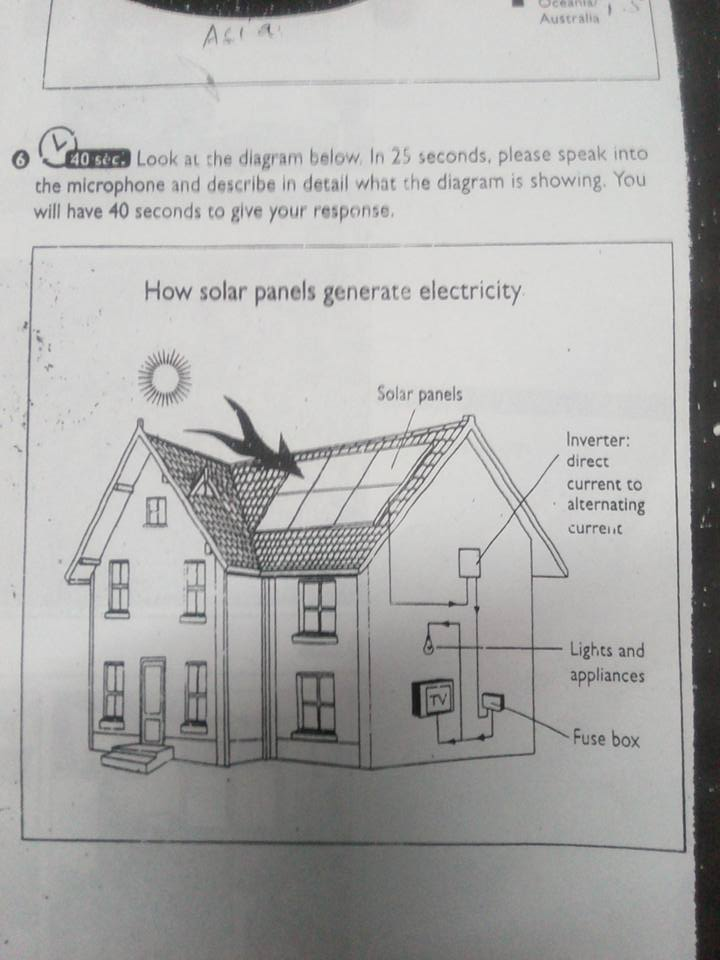 Oceania/
Australia
Asia
6 40 sec. Look at the diagram below. In 25 seconds, please speak into
the microphone and describe in detail what the diagram is showing. You
will have 40 seconds to give your response.
How solar panels generate electricity
Solar panels
Inverter:
direct
current to
alternating
current
Lights and
appliances
TV
Fuse box